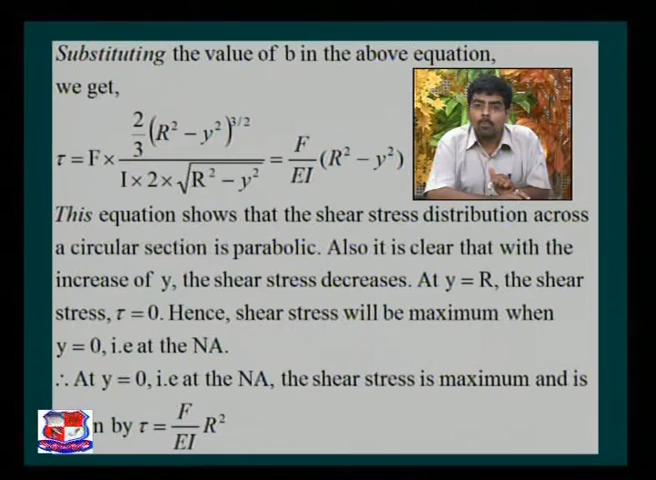 Substituting the value of b in the above equation,
we get,
τ = F × (2/3 (R² − y²)^3/2) / (I × 2 × √(R² − y²)) = F/EI (R² − y²)
This equation shows that the shear stress distribution across
a circular section is parabolic. Also it is clear that with the
increase of y, the shear stress decreases. At y = R, the shear
stress, τ = 0. Hence, shear stress will be maximum when
y = 0, i.e at the NA.
∴ At y = 0, i.e at the NA, the shear stress is maximum and is
n by τ = F/EI R²